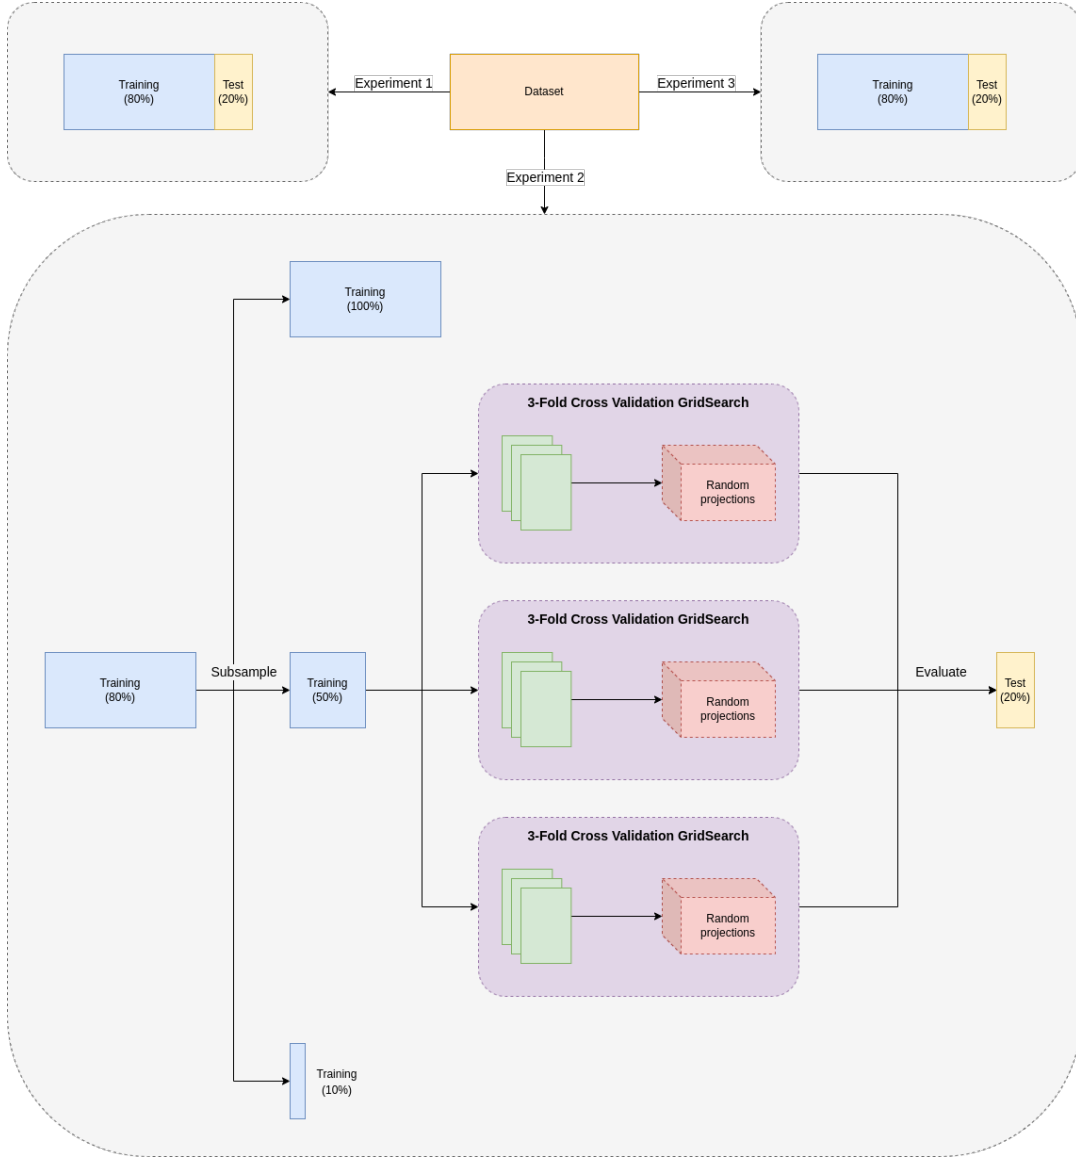 Training
(80%)
Test
(20%)
Experiment 1
Dataset
Experiment 3
Training
(80%)
Test
(20%)
Experiment 2
Training
(100%)
3-Fold Cross Validation GridSearch
Random
projections
3-Fold Cross Validation GridSearch
Training
(80%)
Subsample
Training
(50%)
Random
projections
Evaluate
Test
(20%)
3-Fold Cross Validation GridSearch
Random
projections
Training
(10%)